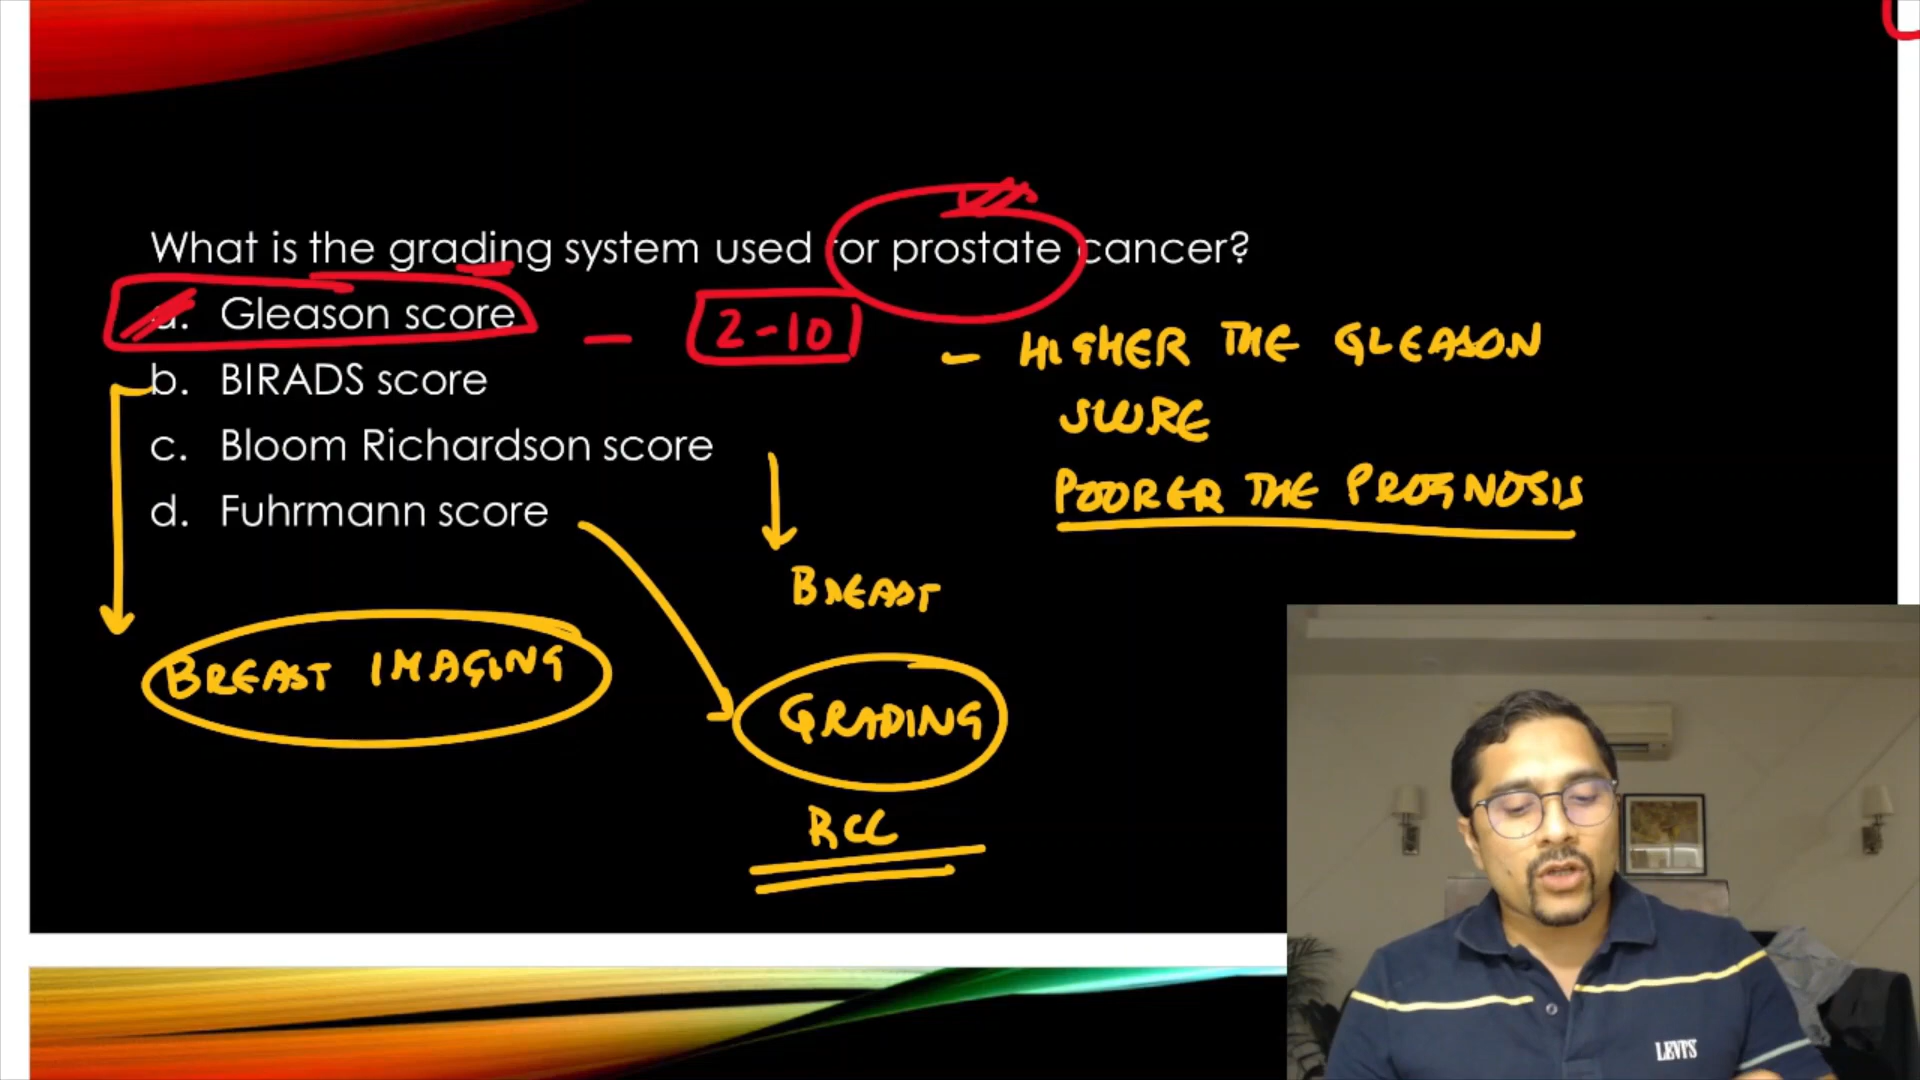 What is the grading system used for prostate cancer?
a. Gleason score
2-10
b. BIRADS score
c. Bloom Richardson score
d. Fuhrmann score
- HIGHER THE GLEASON
SCORE
POORER THE PROGNOSIS
BREAST
BREAST IMAGING
GRADING
RCC
LEVI'S